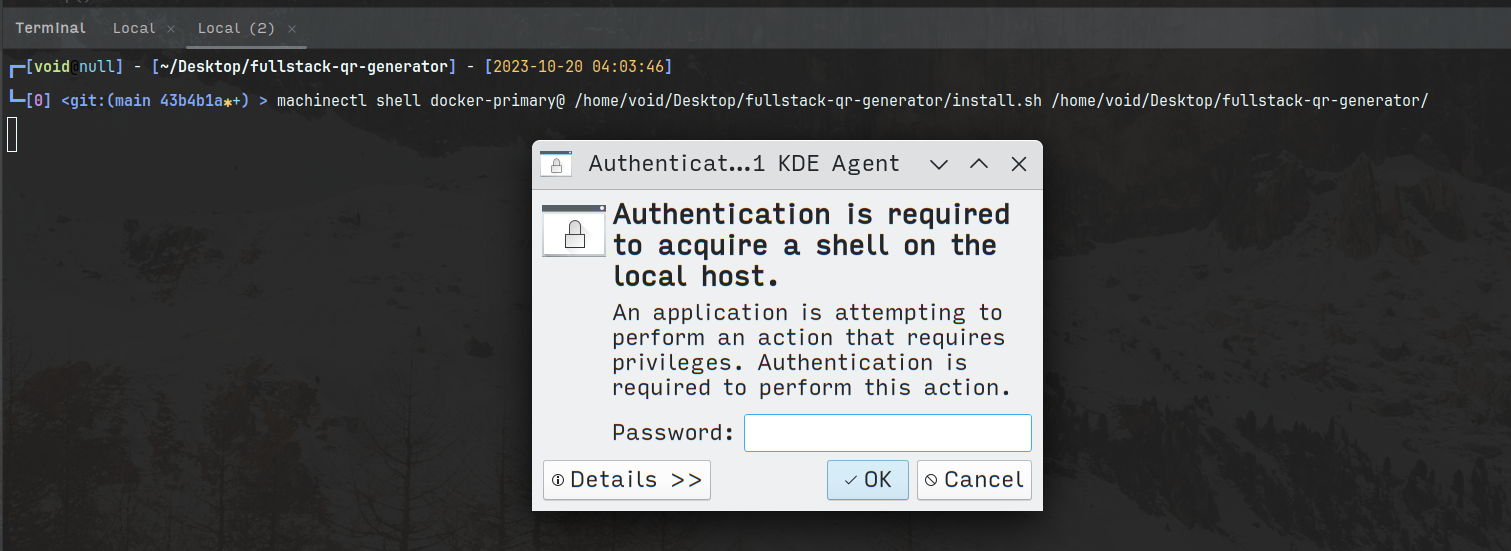 Terminal Local × Local (2) ×
┌─[void@null] - [~/Desktop/fullstack-qr-generator] - [2023-10-20 04:03:46]
└─[0] <git:(main 43b4b1a✱+) > machinectl shell docker-primary@ /home/void/Desktop/fullstack-qr-generator/install.sh /home/void/Desktop/fullstack-qr-generator/
Authenticat...1 KDE Agent
Authentication is required
to acquire a shell on the
local host.
An application is attempting to
perform an action that requires
privileges. Authentication is
required to perform this action.
Password:
Details >> OK Cancel